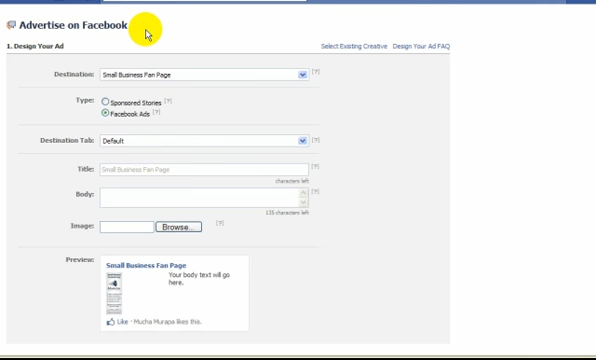 Advertise on Facebook
1. Design Your Ad
Select Existing Creative Design Your Ad FAQ
Destination: Small Business Fan Page [?]
Type: Sponsored Stories [?]
Facebook Ads [?]
Destination Tab: Default [?]
Title: Small Business Fan Page [?]
characters left
Body: [?]
135 characters left
Image: Browse... [?]
Preview: Small Business Fan Page
Your body text will go
here.
Like · Mucha Murapa likes this.